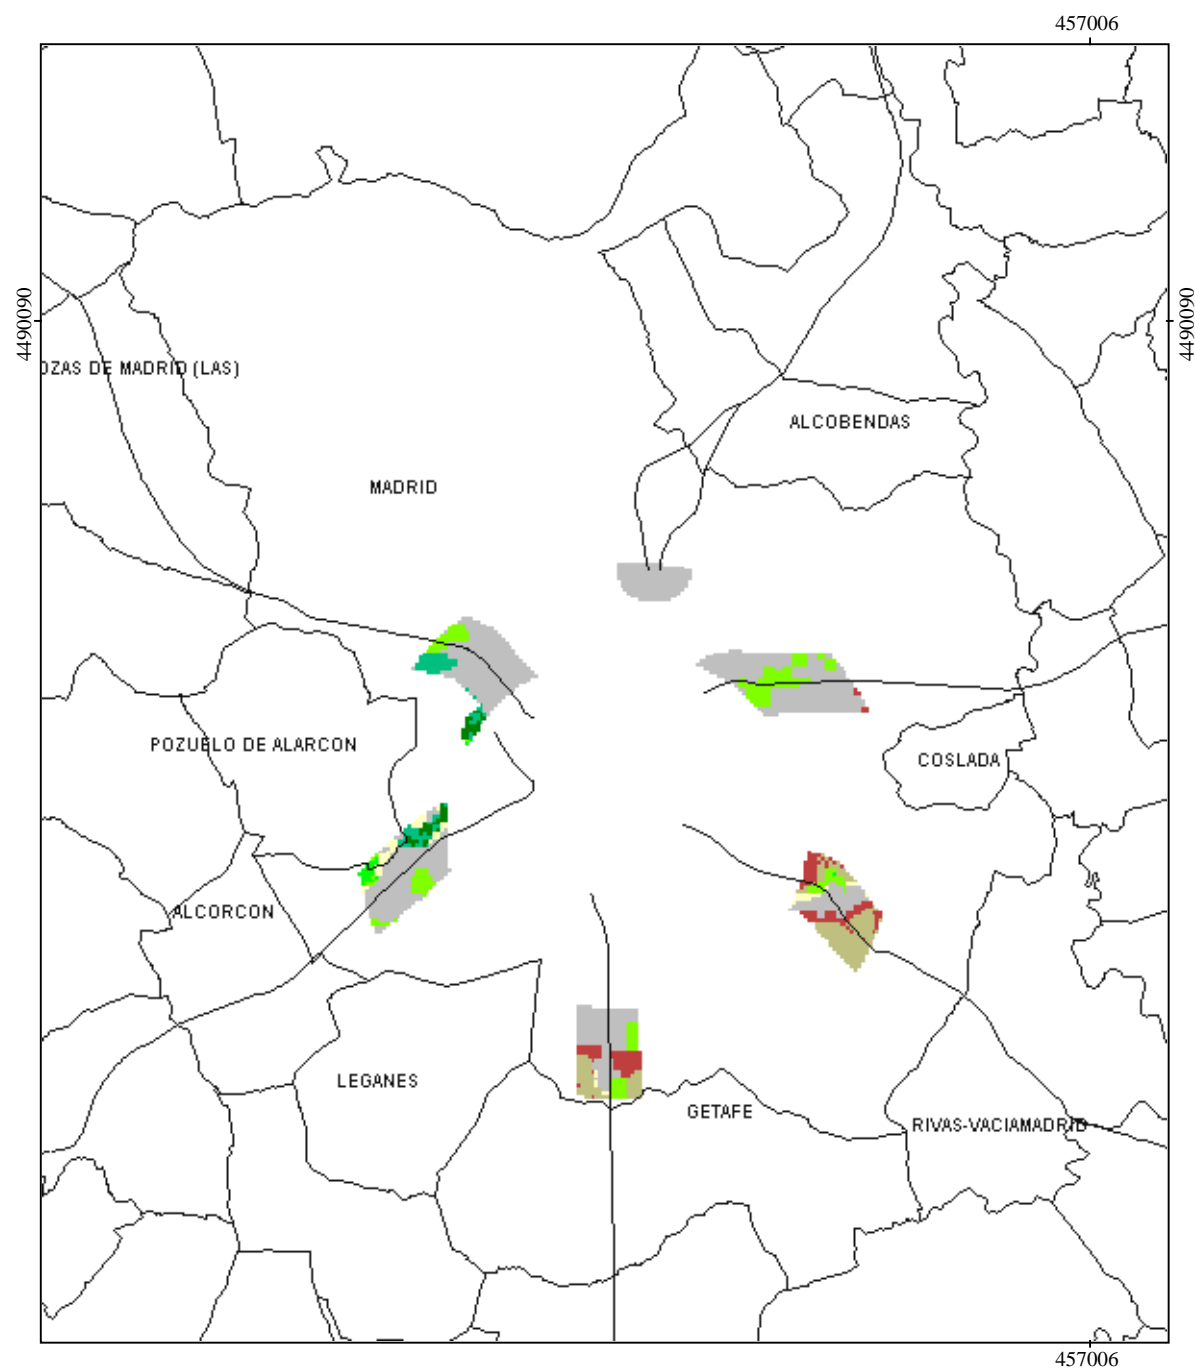 457006
4490090
4490090
OZAS DE MADRID (LAS)
ALCOBENDAS
MADRID
POZUELO DE ALARCON
COSLADA
ALCORCON
LEGANES
GETAFE
RIVAS-VACIAMADRID
457006